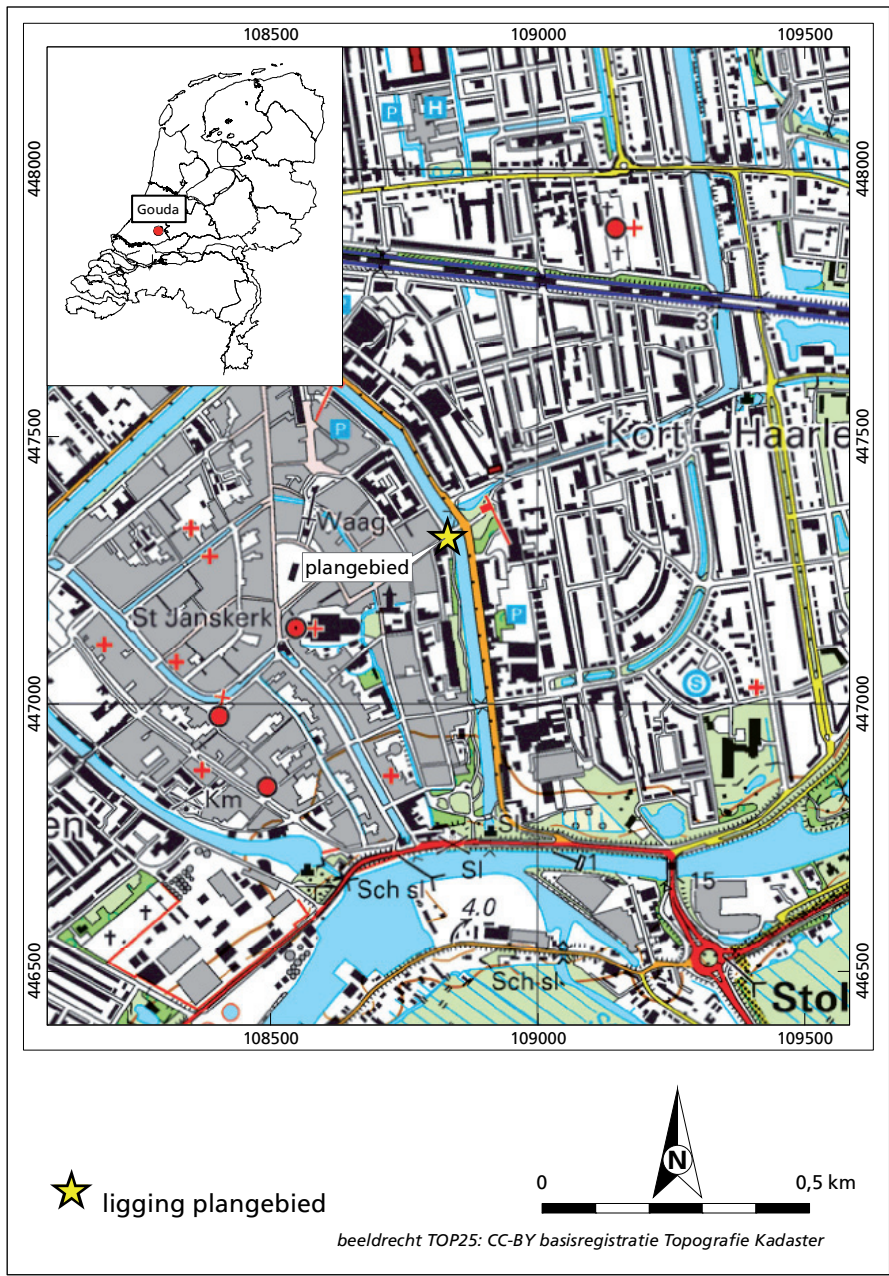 108500 109000 109500
P H
448000 448000
Gouda
3
447500 447500
P
Kort Haarle
Waag
plangebied
P
St Janskerk
S
447000 447000
Km
en
Sl
1
Sl
Sch sl
15
4.0
Sch sl
446500 446500
Stol
108500 109000 109500
N
0 0,5 km
ligging plangebied
beeldrecht TOP25: CC-BY basisregistratie Topografie Kadaster